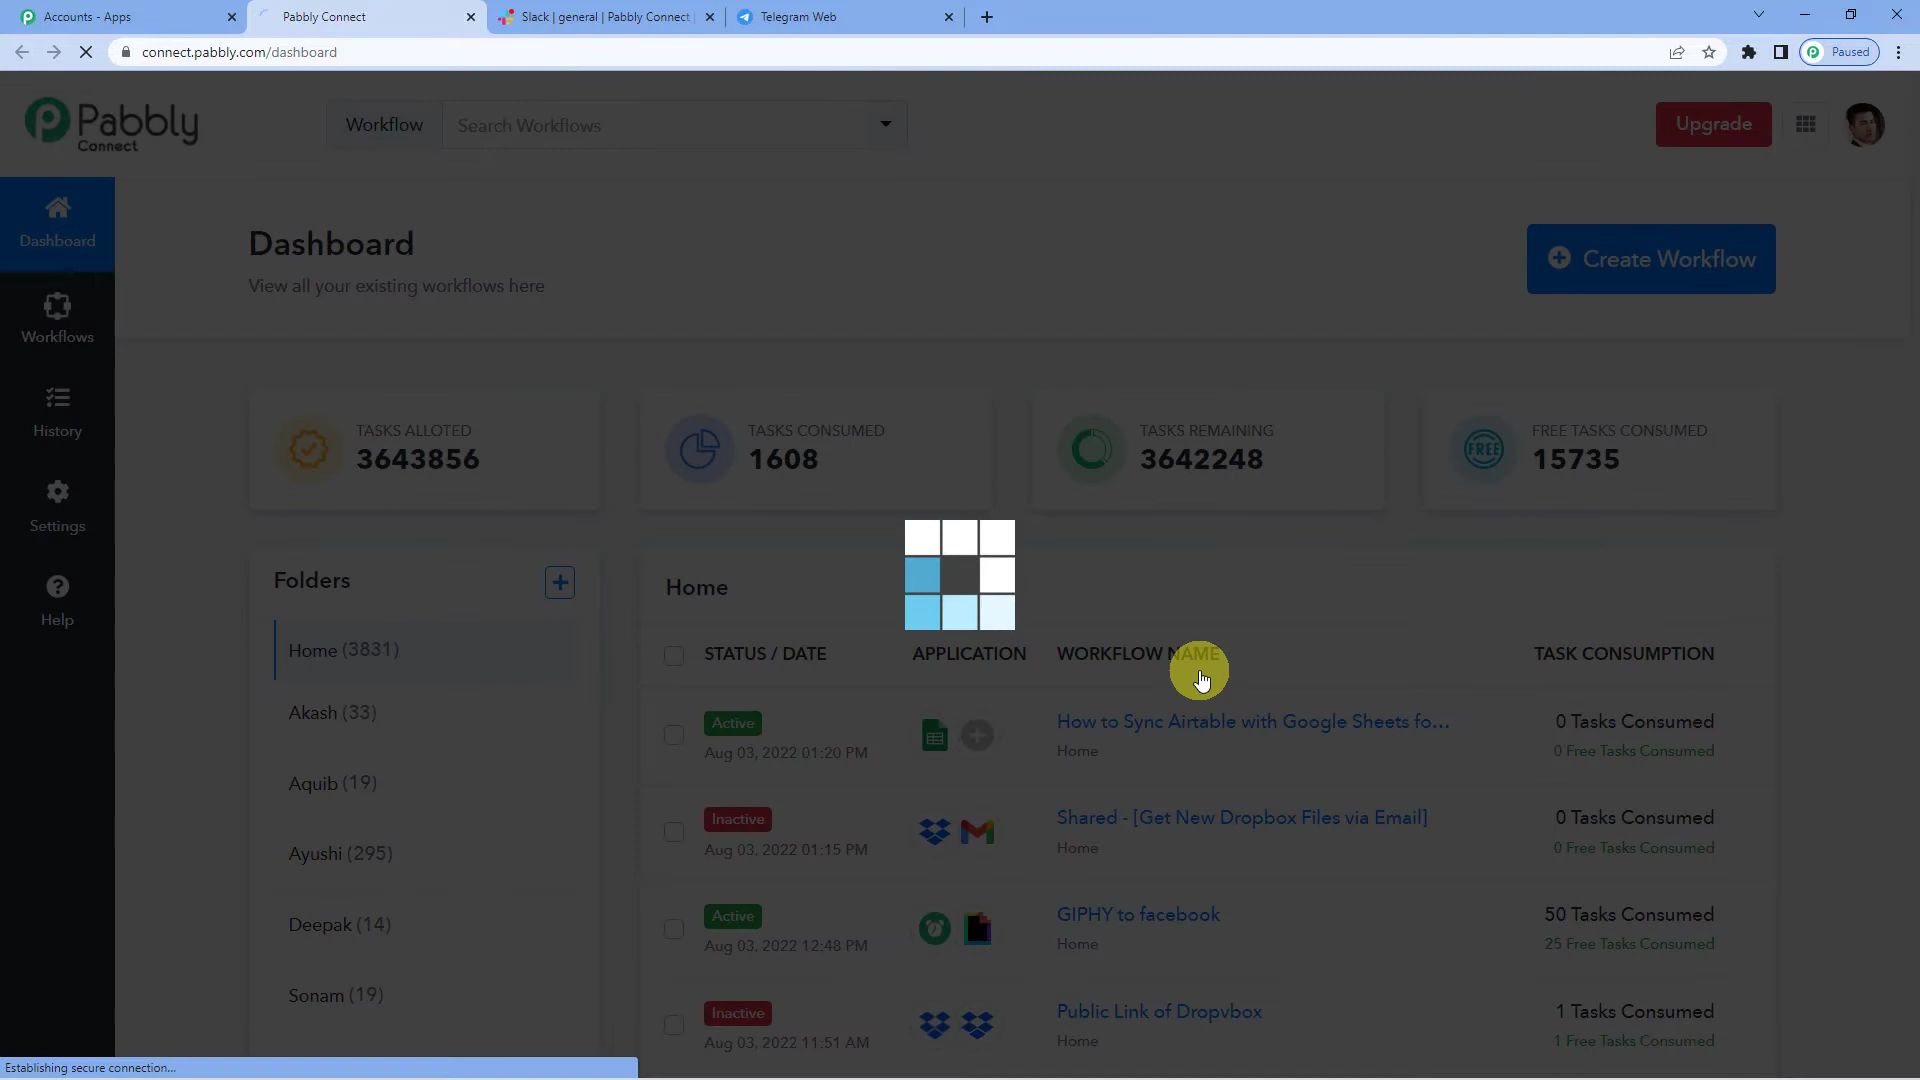 Accounts - Apps
Pabbly Connect
Slack | general | Pabbly Connect
Telegram Web
connect.pabbly.com/dashboard
Paused
Pabbly
Connect
Workflow
Search Workflows
Upgrade
Dashboard
Workflows
History
Settings
Help
Dashboard
View all your existing workflows here
Create Workflow
TASKS ALLOTED
3643856
TASKS CONSUMED
1608
TASKS REMAINING
3642248
FREE
FREE TASKS CONSUMED
15735
Folders
Home (3831)
Akash (33)
Aquib (19)
Ayushi (295)
Deepak (14)
Sonam (19)
Home
STATUS / DATE APPLICATION WORKFLOW NAME TASK CONSUMPTION
Active
Aug 03, 2022 01:20 PM
How to Sync Airtable with Google Sheets fo...
Home
0 Tasks Consumed
0 Free Tasks Consumed
Inactive
Aug 03, 2022 01:15 PM
Shared - [Get New Dropbox Files via Email]
Home
0 Tasks Consumed
0 Free Tasks Consumed
Active
Aug 03, 2022 12:48 PM
GIPHY to facebook
Home
50 Tasks Consumed
25 Free Tasks Consumed
Inactive
Aug 03, 2022 11:51 AM
Public Link of Dropvbox
Home
1 Tasks Consumed
1 Free Tasks Consumed
Establishing secure connection...